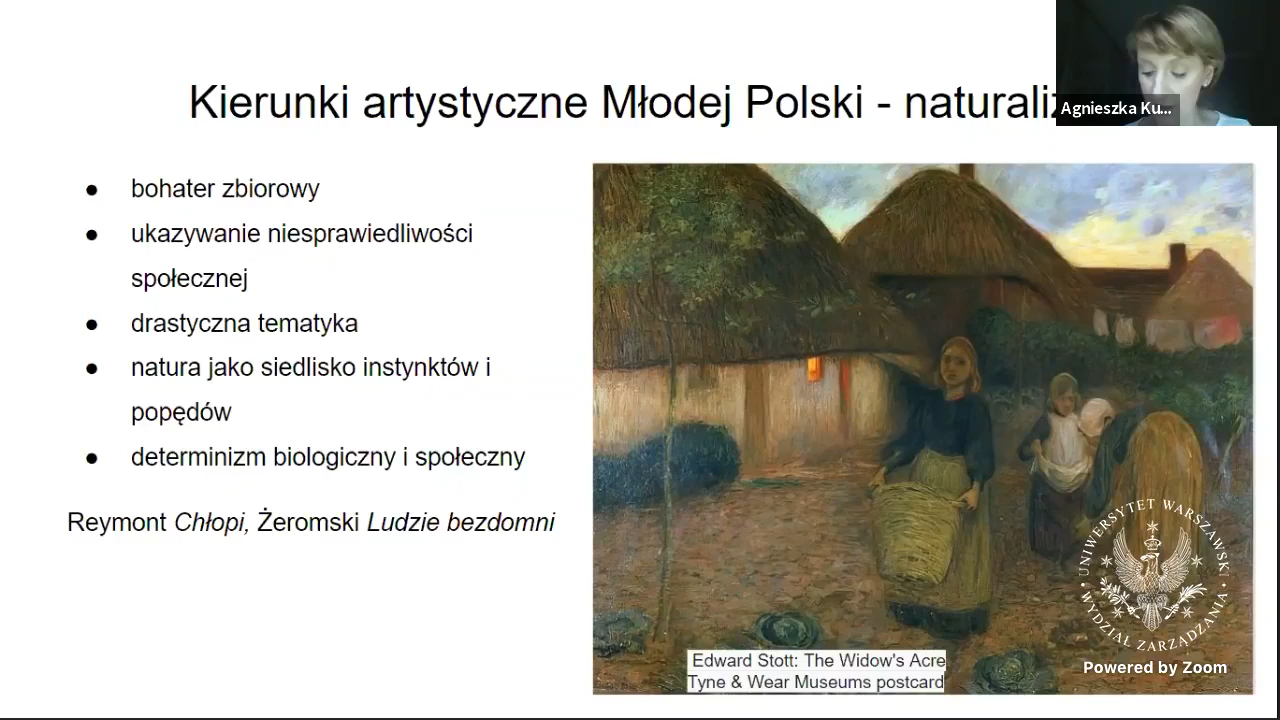 Kierunki artystyczne Młodej Polski - naturaliz
Agnieszka Ku...
● bohater zbiorowy
● ukazywanie niesprawiedliwości
społecznej
● drastyczna tematyka
● natura jako siedlisko instynktów i
popędów
● determinizm biologiczny i społeczny
Reymont Chłopi, Żeromski Ludzie bezdomni
Edward Stott: The Widow's Acre
Tyne & Wear Museums postcard
UNIWERSYTET WARSZAWSKI
WYDZIAŁ ZARZĄDZANIA
Powered by Zoom